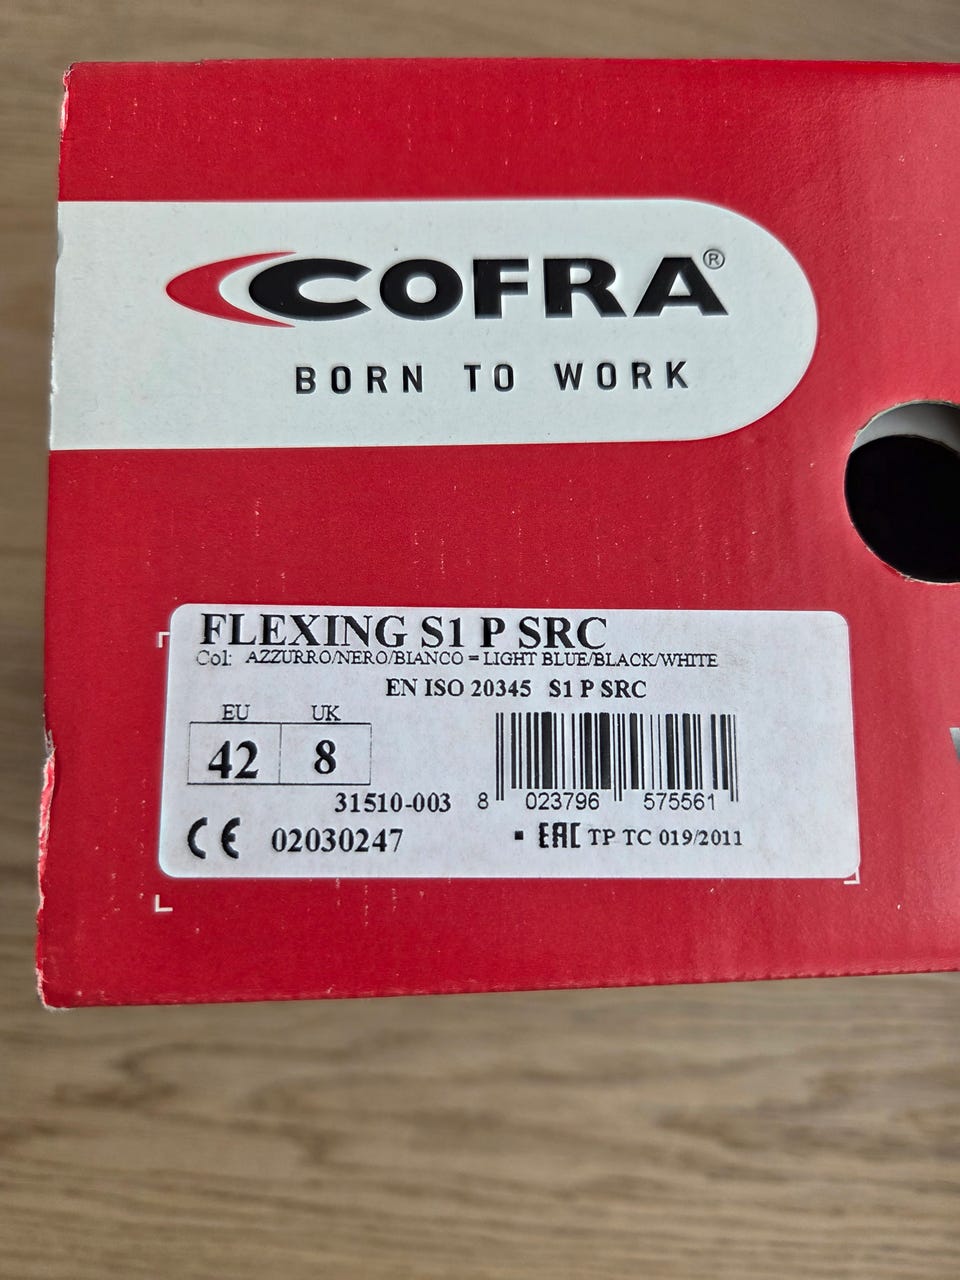 COFRA®
BORN TO WORK
FLEXING S1 P SRC
Col: AZZURRO/NERO/BIANCO = LIGHT BLUE/BLACK/WHITE
EN ISO 20345 S1 P SRC
EU UK
42 8
31510-003 8 023796 575561
CE 02030247 EAC TP TC 019/2011